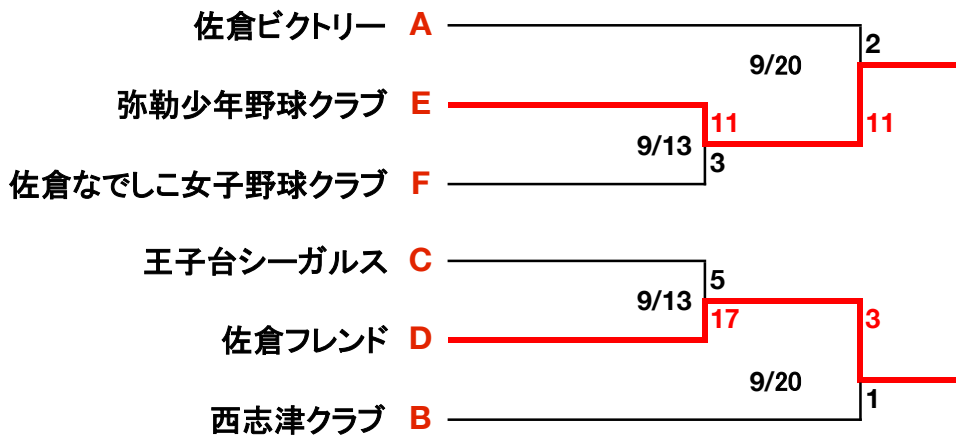 佐倉ビクトリー A
2
9/20
弥勒少年野球クラブ E
11
11
9/13
3
佐倉なでしこ女子野球クラブ F
王子台シーガルス C
5
9/13
17
3
佐倉フレンド D
9/20
1
西志津クラブ B